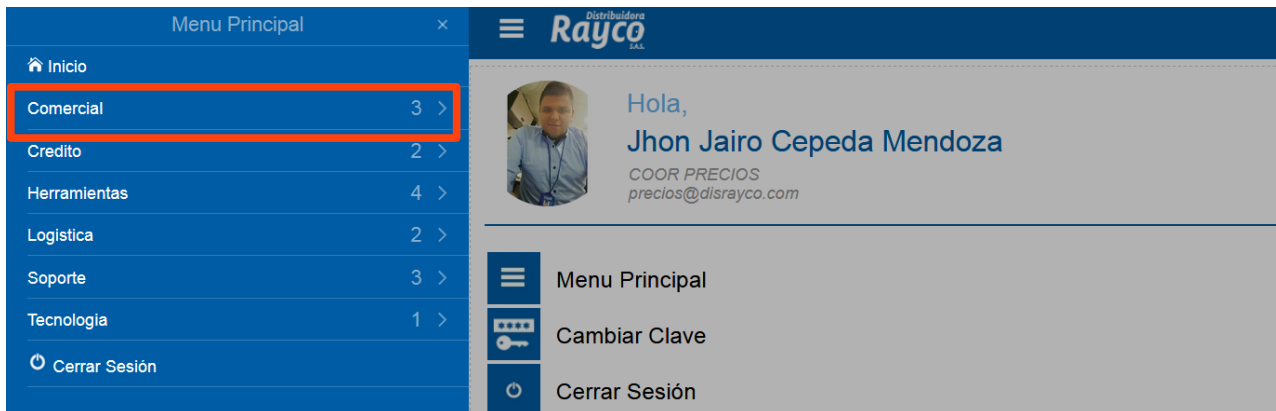 Menu Principal ×
Inicio
Comercial 3
Credito 2
Herramientas 4
Logistica 2
Soporte 3
Tecnologia 1
Cerrar Sesión
Distribuidora
Rayco
S.A.S.
Hola,
Jhon Jairo Cepeda Mendoza
COOR PRECIOS
precios@disrayco.com
Menu Principal
Cambiar Clave
Cerrar Sesión